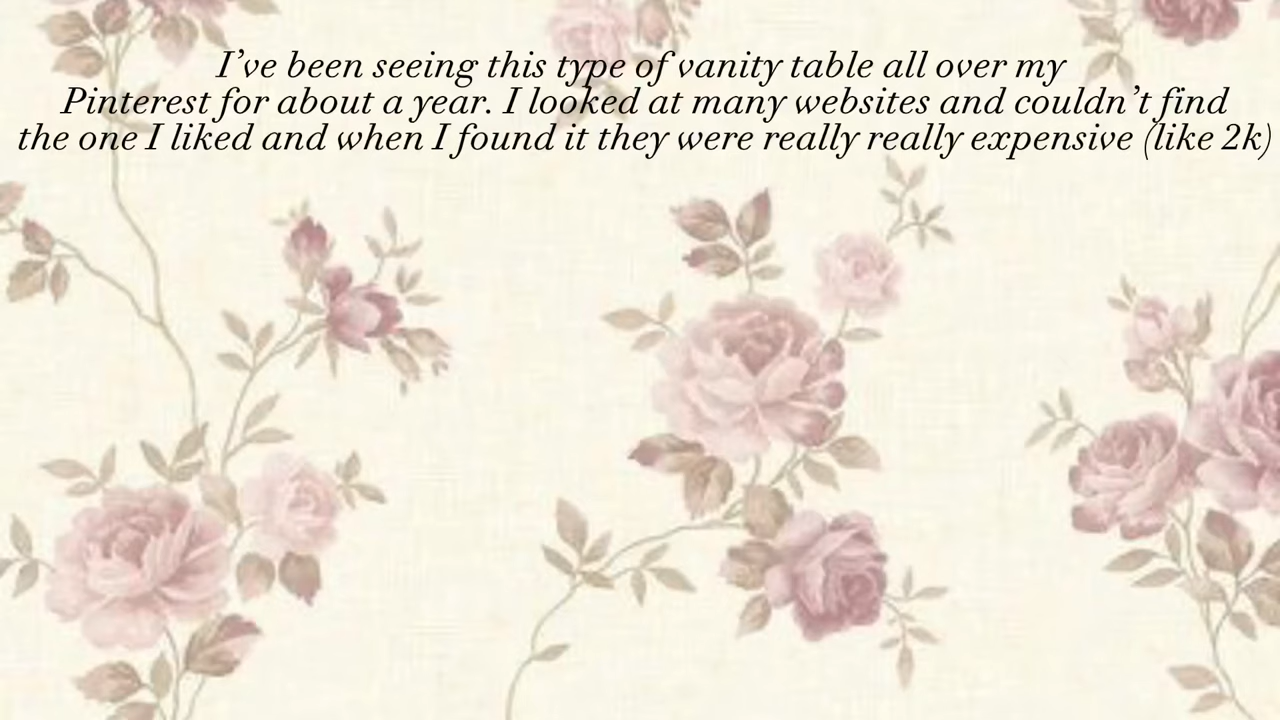 I’ve been seeing this type of vanity table all over my
Pinterest for about a year. I looked at many websites and couldn’t find
the one I liked and when I found it they were really really expensive (like 2k)